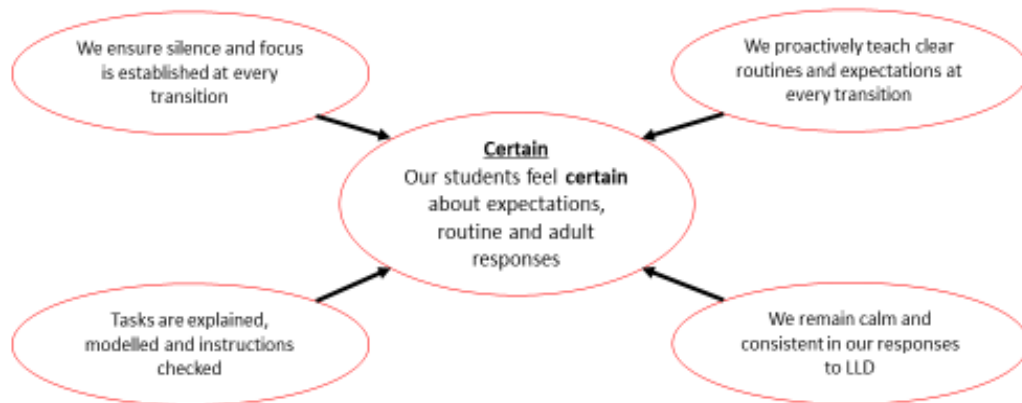 We ensure silence and focus
is established at every
transition
We proactively teach clear
routines and expectations at
every transition
Certain
Our students feel certain
about expectations,
routine and adult
responses
Tasks are explained,
modelled and instructions
checked
We remain calm and
consistent in our responses
to LLD